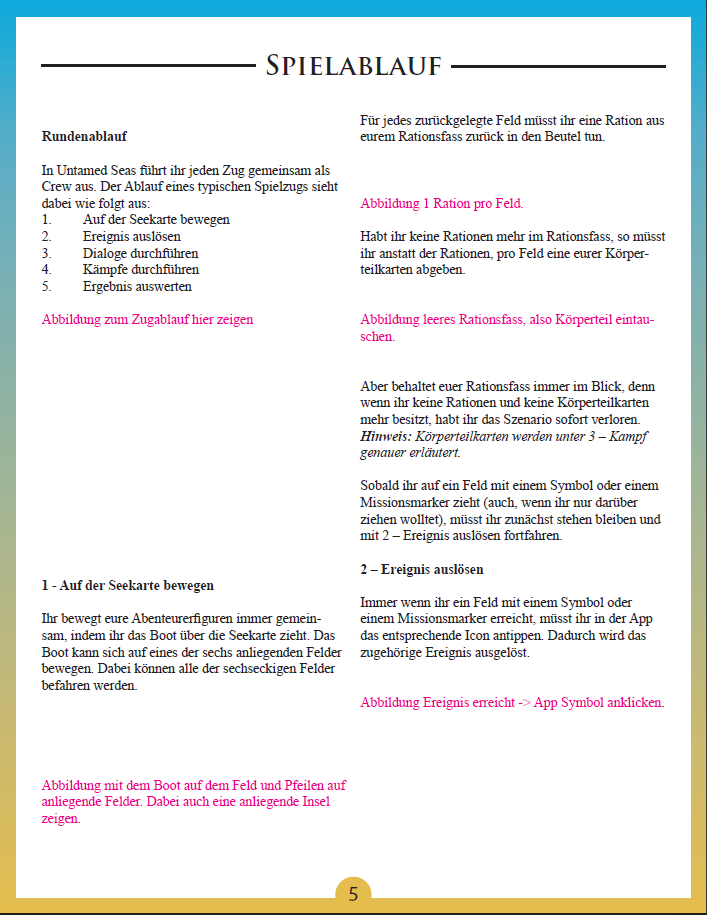 Spielablauf
Rundenablauf
In Untamed Seas führt ihr jeden Zug gemeinsam als
Crew aus. Der Ablauf eines typischen Spielzugs sieht
dabei wie folgt aus:
1. Auf der Seekarte bewegen
2. Ereignis auslösen
3. Dialoge durchführen
4. Kämpfe durchführen
5. Ergebnis auswerten
Abbildung zum Zugablauf hier zeigen
1 - Auf der Seekarte bewegen
Ihr bewegt eure Abenteurerfiguren immer gemein-
sam, indem ihr das Boot über die Seekarte zieht. Das
Boot kann sich auf eines der sechs anliegenden Felder
bewegen. Dabei können alle der sechseckigen Felder
befahren werden.
Abbildung mit dem Boot auf dem Feld und Pfeilen auf
anliegende Felder. Dabei auch eine anliegende Insel
zeigen.
Für jedes zurückgelegte Feld müsst ihr eine Ration aus
eurem Rationsfass zurück in den Beutel tun.
Abbildung 1 Ration pro Feld.
Habt ihr keine Rationen mehr im Rationsfass, so müsst
ihr anstatt der Rationen, pro Feld eine eurer Körper-
teilkarten abgeben.
Abbildung leeres Rationsfass, also Körperteil eintau-
schen.
Aber behaltet euer Rationsfass immer im Blick, denn
wenn ihr keine Rationen und keine Körperteilkarten
mehr besitzt, habt ihr das Szenario sofort verloren.
Hinweis: Körperteilkarten werden unter 3 – Kampf
genauer erläutert.
Sobald ihr auf ein Feld mit einem Symbol oder einem
Missionsmarker zieht (auch, wenn ihr nur darüber
ziehen wolltet), müsst ihr zunächst stehen bleiben und
mit 2 – Ereignis auslösen fortfahren.
2 – Ereignis auslösen
Immer wenn ihr ein Feld mit einem Symbol oder
einem Missionsmarker erreicht, müsst ihr in der App
das entsprechende Icon antippen. Dadurch wird das
zugehörige Ereignis ausgelöst.
Abbildung Ereignis erreicht -> App Symbol anklicken.
5